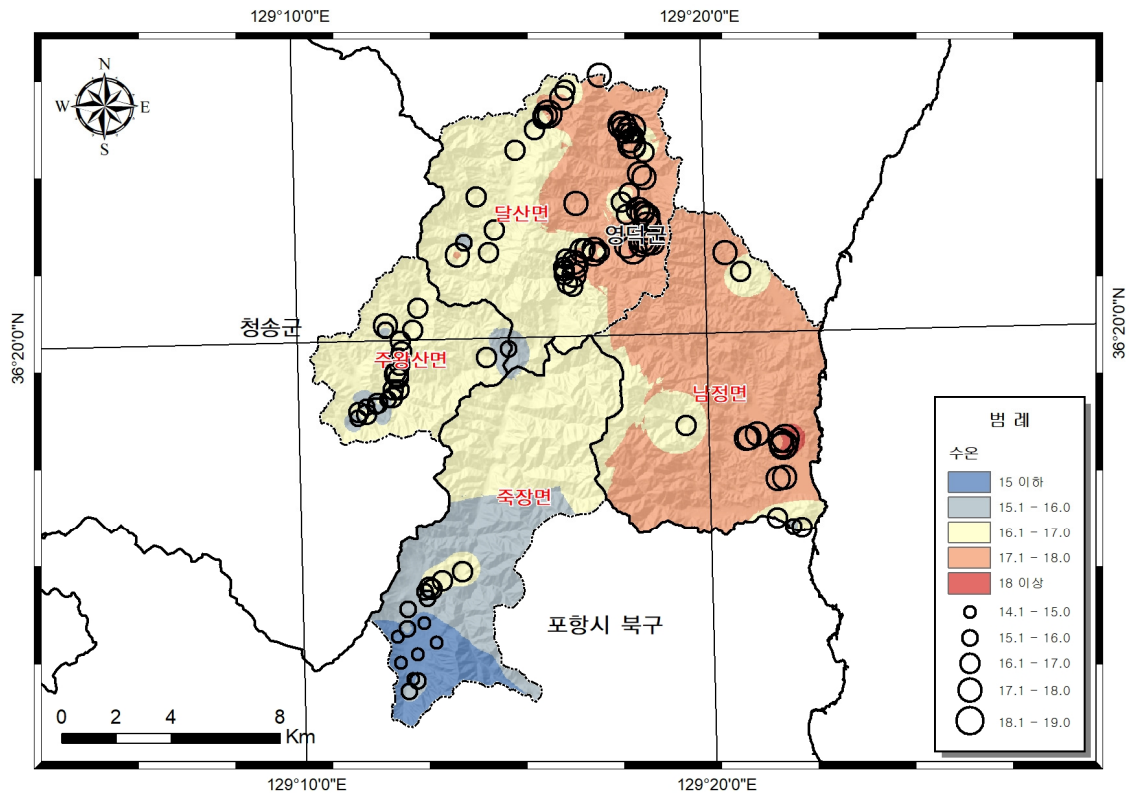 129°10'0"E
129°20'0"E
N
W
E
S
달산면
영덕군
청송군
주왕산면
36°20'0"N
36°20'0"N
남정면
죽장면
포항시 북구
범 례
수온
15 이하
15.1 - 16.0
16.1 - 17.0
17.1 - 18.0
18 이상
14.1 - 15.0
15.1 - 16.0
16.1 - 17.0
17.1 - 18.0
18.1 - 19.0
0 2 4 8
Km
129°10'0"E
129°20'0"E